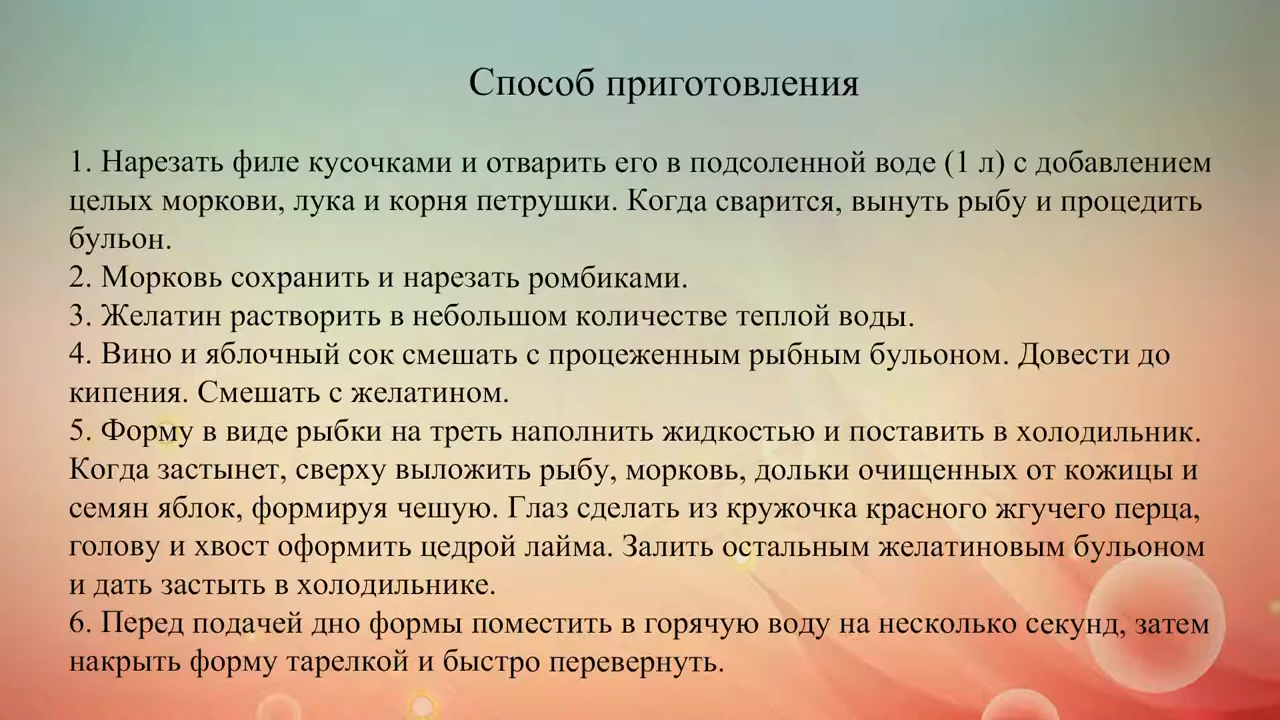 Способ приготовления
1. Нарезать филе кусочками и отварить его в подсоленной воде (1 л) с добавлением
целых моркови, лука и корня петрушки. Когда сварится, вынуть рыбу и процедить
бульон.
2. Морковь сохранить и нарезать ромбиками.
3. Желатин растворить в небольшом количестве теплой воды.
4. Вино и яблочный сок смешать с процеженным рыбным бульоном. Довести до
кипения. Смешать с желатином.
5. Форму в виде рыбки на треть наполнить жидкостью и поставить в холодильник.
Когда застынет, сверху выложить рыбу, морковь, дольки очищенных от кожицы и
семян яблок, формируя чешую. Глаз сделать из кружочка красного жгучего перца,
голову и хвост оформить цедрой лайма. Залить остальным желатиновым бульоном
и дать застыть в холодильнике.
6. Перед подачей дно формы поместить в горячую воду на несколько секунд, затем
накрыть форму тарелкой и быстро перевернуть.